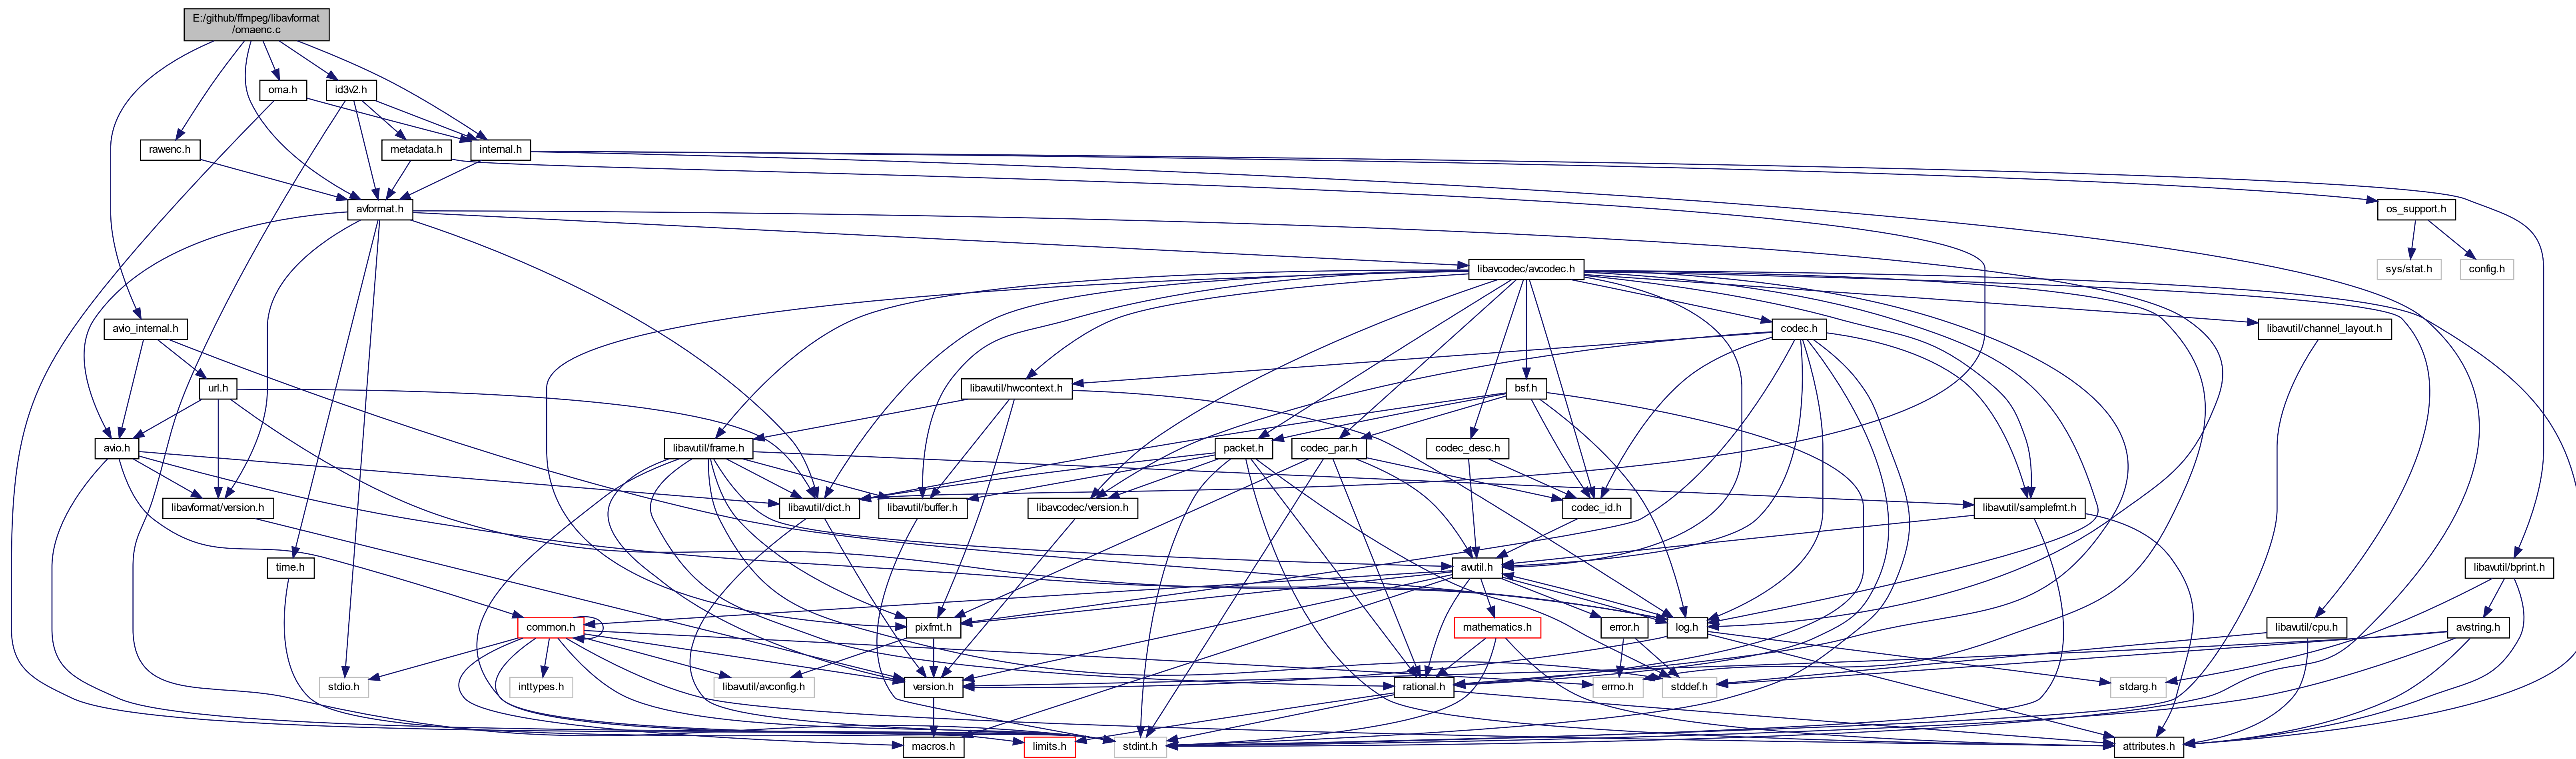 E:/github/ffmpeg/libavformat
/omaenc.c
oma.h
id3v2.h
rawenc.h
metadata.h
internal.h
avformat.h
os_support.h
libavcodec/avcodec.h
sys/stat.h
config.h
avio_internal.h
codec.h
libavutil/channel_layout.h
url.h
libavutil/hwcontext.h
bsf.h
avio.h
libavutil/frame.h
packet.h
codec_par.h
codec_desc.h
libavformat/version.h
libavutil/dict.h
libavutil/buffer.h
libavcodec/version.h
codec_id.h
libavutil/samplefmt.h
time.h
avutil.h
libavutil/bprint.h
common.h
pixfmt.h
mathematics.h
error.h
log.h
libavutil/cpu.h
avstring.h
stdio.h
inttypes.h
libavutil/avconfig.h
version.h
rational.h
errno.h
stddef.h
stdarg.h
macros.h
limits.h
stdint.h
attributes.h